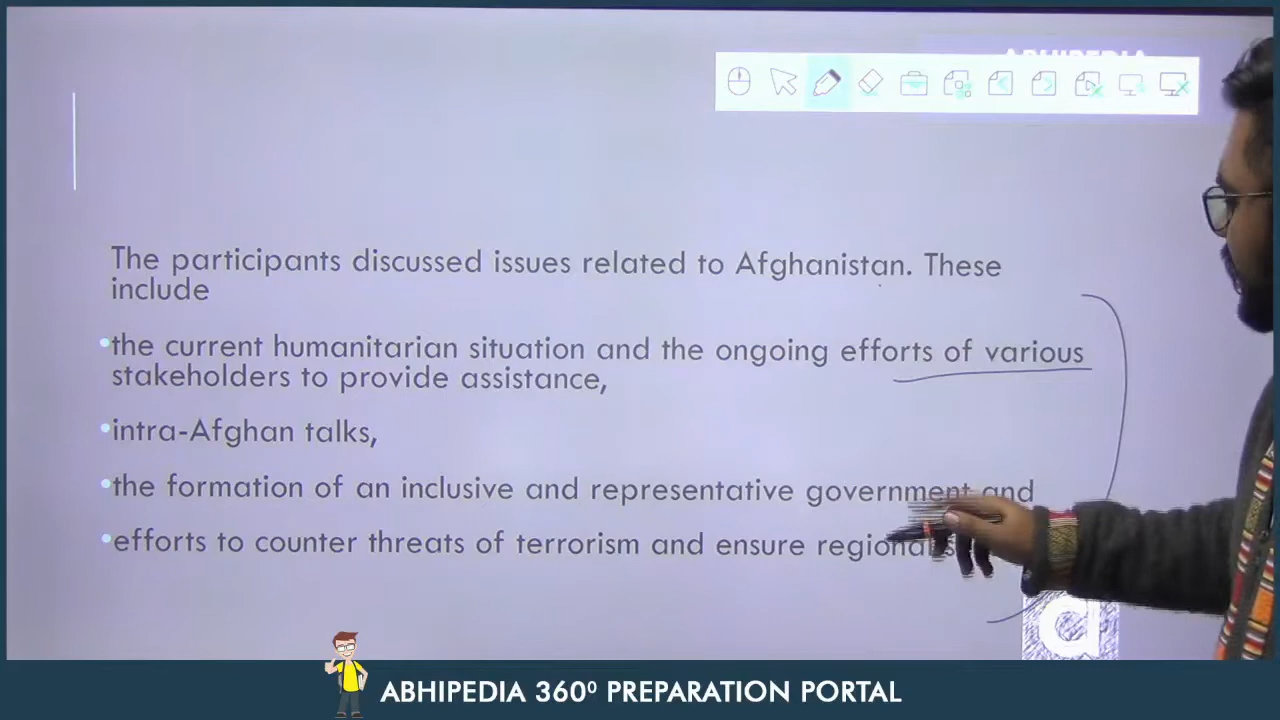 The participants discussed issues related to Afghanistan. These
include
•the current humanitarian situation and the ongoing efforts of various
stakeholders to provide assistance,
•intra-Afghan talks,
•the formation of an inclusive and representative government and
•efforts to counter threats of terrorism and ensure regional
d
ABHIPEDIA 360⁰ PREPARATION PORTAL